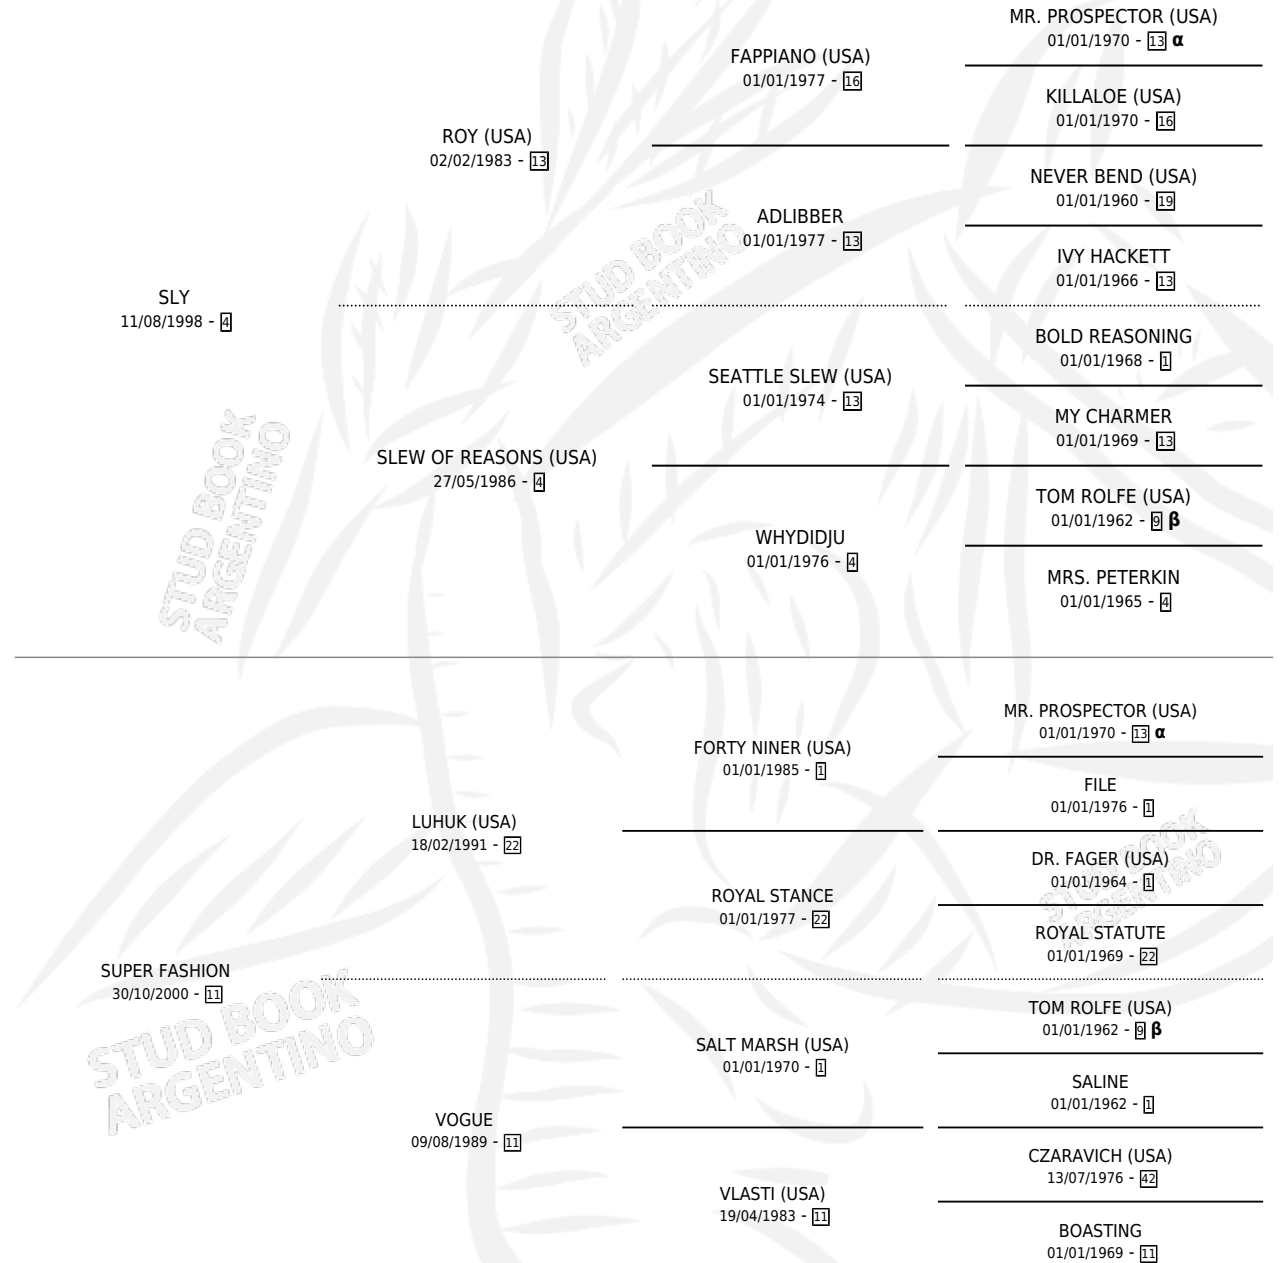 MR. PROSPECTOR (USA)
01/01/1970 - 13 α
FAPPIANO (USA)
01/01/1977 - 16
KILLALOE (USA)
01/01/1970 - 16
ROY (USA)
02/02/1983 - 13
NEVER BEND (USA)
01/01/1960 - 19
ADLIBBER
01/01/1977 - 13
IVY HACKETT
01/01/1966 - 13
SLY
11/08/1998 - 4
BOLD REASONING
01/01/1968 - 1
SEATTLE SLEW (USA)
01/01/1974 - 13
MY CHARMER
01/01/1969 - 13
SLEW OF REASONS (USA)
27/05/1986 - 4
TOM ROLFE (USA)
01/01/1962 - 9 β
WHYDIDJU
01/01/1976 - 4
MRS. PETERKIN
01/01/1965 - 4
MR. PROSPECTOR (USA)
01/01/1970 - 13 α
FORTY NINER (USA)
01/01/1985 - 1
FILE
01/01/1976 - 1
LUHUK (USA)
18/02/1991 - 22
DR. FAGER (USA)
01/01/1964 - 1
ROYAL STANCE
01/01/1977 - 22
ROYAL STATUTE
01/01/1969 - 22
SUPER FASHION
30/10/2000 - 11
TOM ROLFE (USA)
01/01/1962 - 9 β
SALT MARSH (USA)
01/01/1970 - 1
SALINE
01/01/1962 - 1
VOGUE
09/08/1989 - 11
CZARAVICH (USA)
13/07/1976 - 42
VLASTI (USA)
19/04/1983 - 11
BOASTING
01/01/1969 - 11
STUD BOOK
ARGENTINO
STUD BOOK
ARGENTINO
STUD BOOK
ARGENTINO
STUD BOOK
ARGENTINO